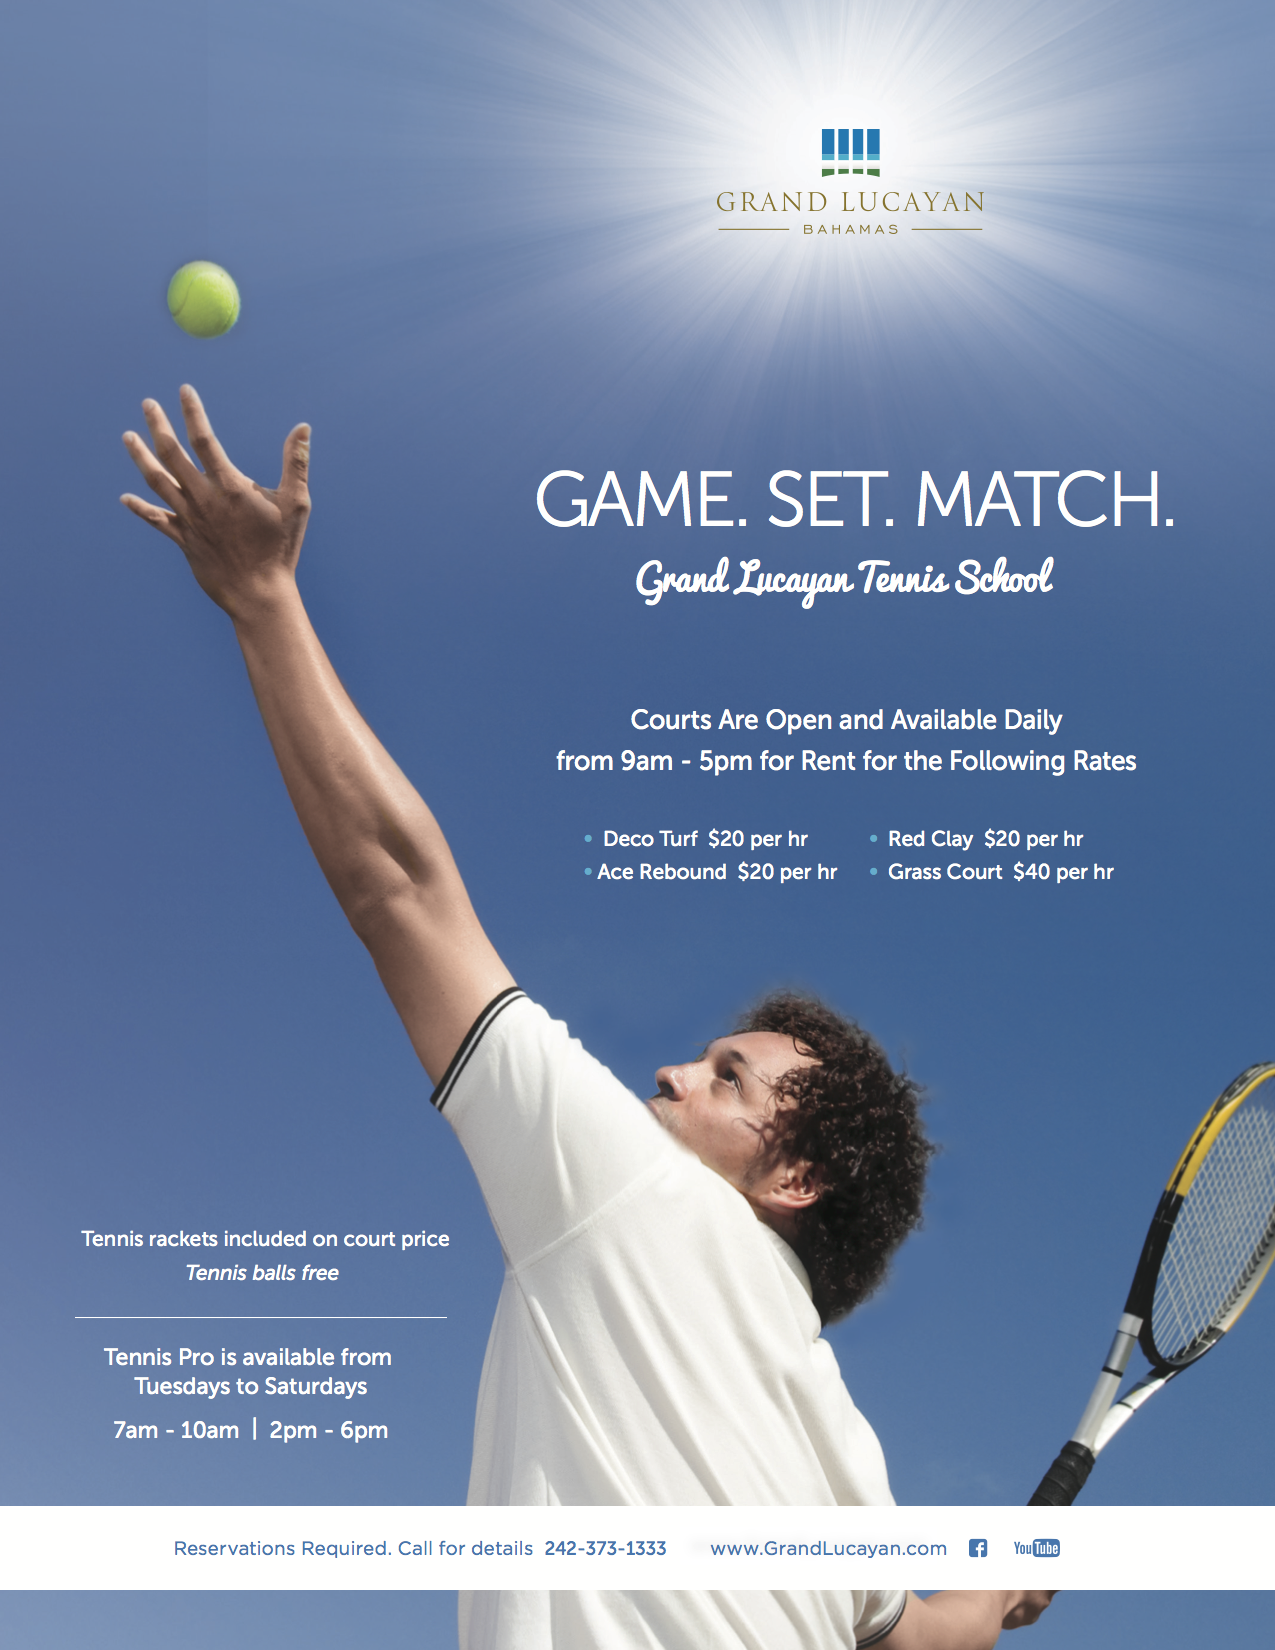 GRAND LUCAYAN
BAHAMAS
GAME. SET. MATCH.
Grand Lucayan Tennis School
Courts Are Open and Available Daily
from 9am - 5pm for Rent for the Following Rates
• Deco Turf $20 per hr
• Ace Rebound $20 per hr
• Red Clay $20 per hr
• Grass Court $40 per hr
Tennis rackets included on court price
Tennis balls free
Tennis Pro is available from
Tuesdays to Saturdays
7am - 10am | 2pm - 6pm
Reservations Required. Call for details 242-373-1333 www.GrandLucayan.com f YouTube